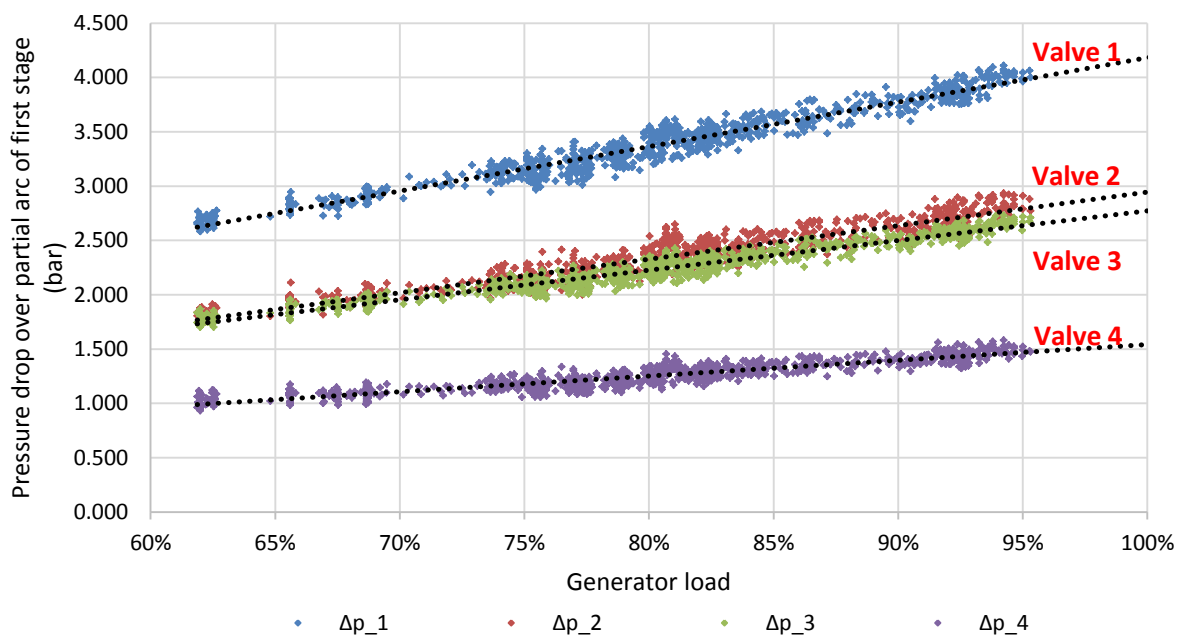 4.500
4.000
3.500
3.000
2.500
2.000
1.500
1.000
0.500
0.000
Pressure drop over partial arc of first stage
(bar)
Valve 1
Valve 2
Valve 3
Valve 4
60% 65% 70% 75% 80% 85% 90% 95% 100%
Generator load
Δp_1 Δp_2 Δp_3 Δp_4